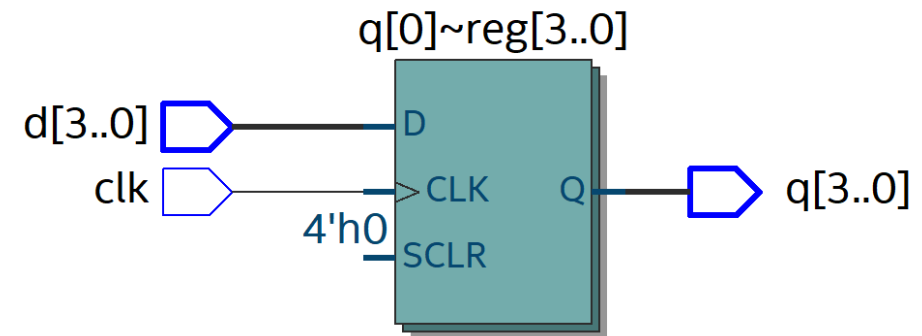 q[0]~reg[3..0]
d[3..0]
D
clk
CLK
Q
q[3..0]
4'h0
SCLR